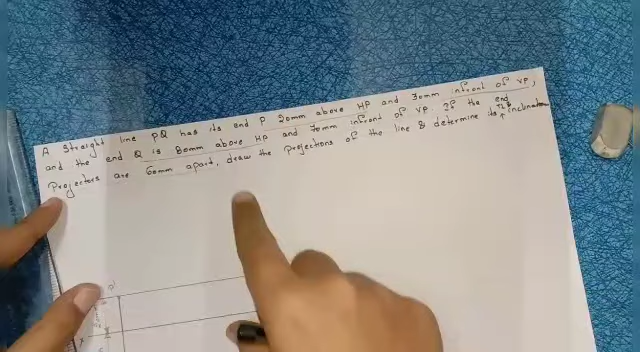 A Straight line PQ has its end P 20mm above HP and 30mm infront of VP,
and the end Q is 80mm above HP and 70mm infront of VP. If the end
Projectors are 60mm apart, draw the Projections of the line & determine its inclination
P'
X